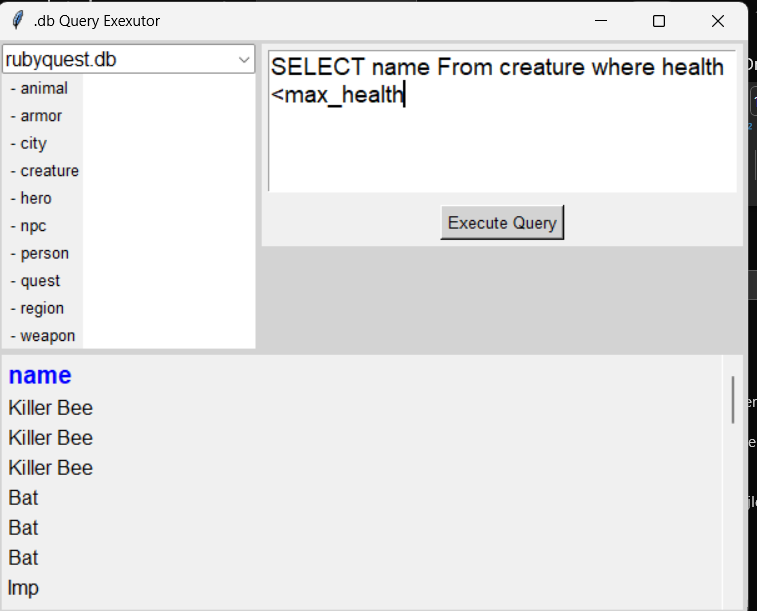 .db Query Exexutor
rubyquest.db
- animal
- armor
- city
- creature
- hero
- npc
- person
- quest
- region
- weapon
SELECT name From creature where health
<max_health
Execute Query
name
Killer Bee
Killer Bee
Killer Bee
Bat
Bat
Bat
Imp